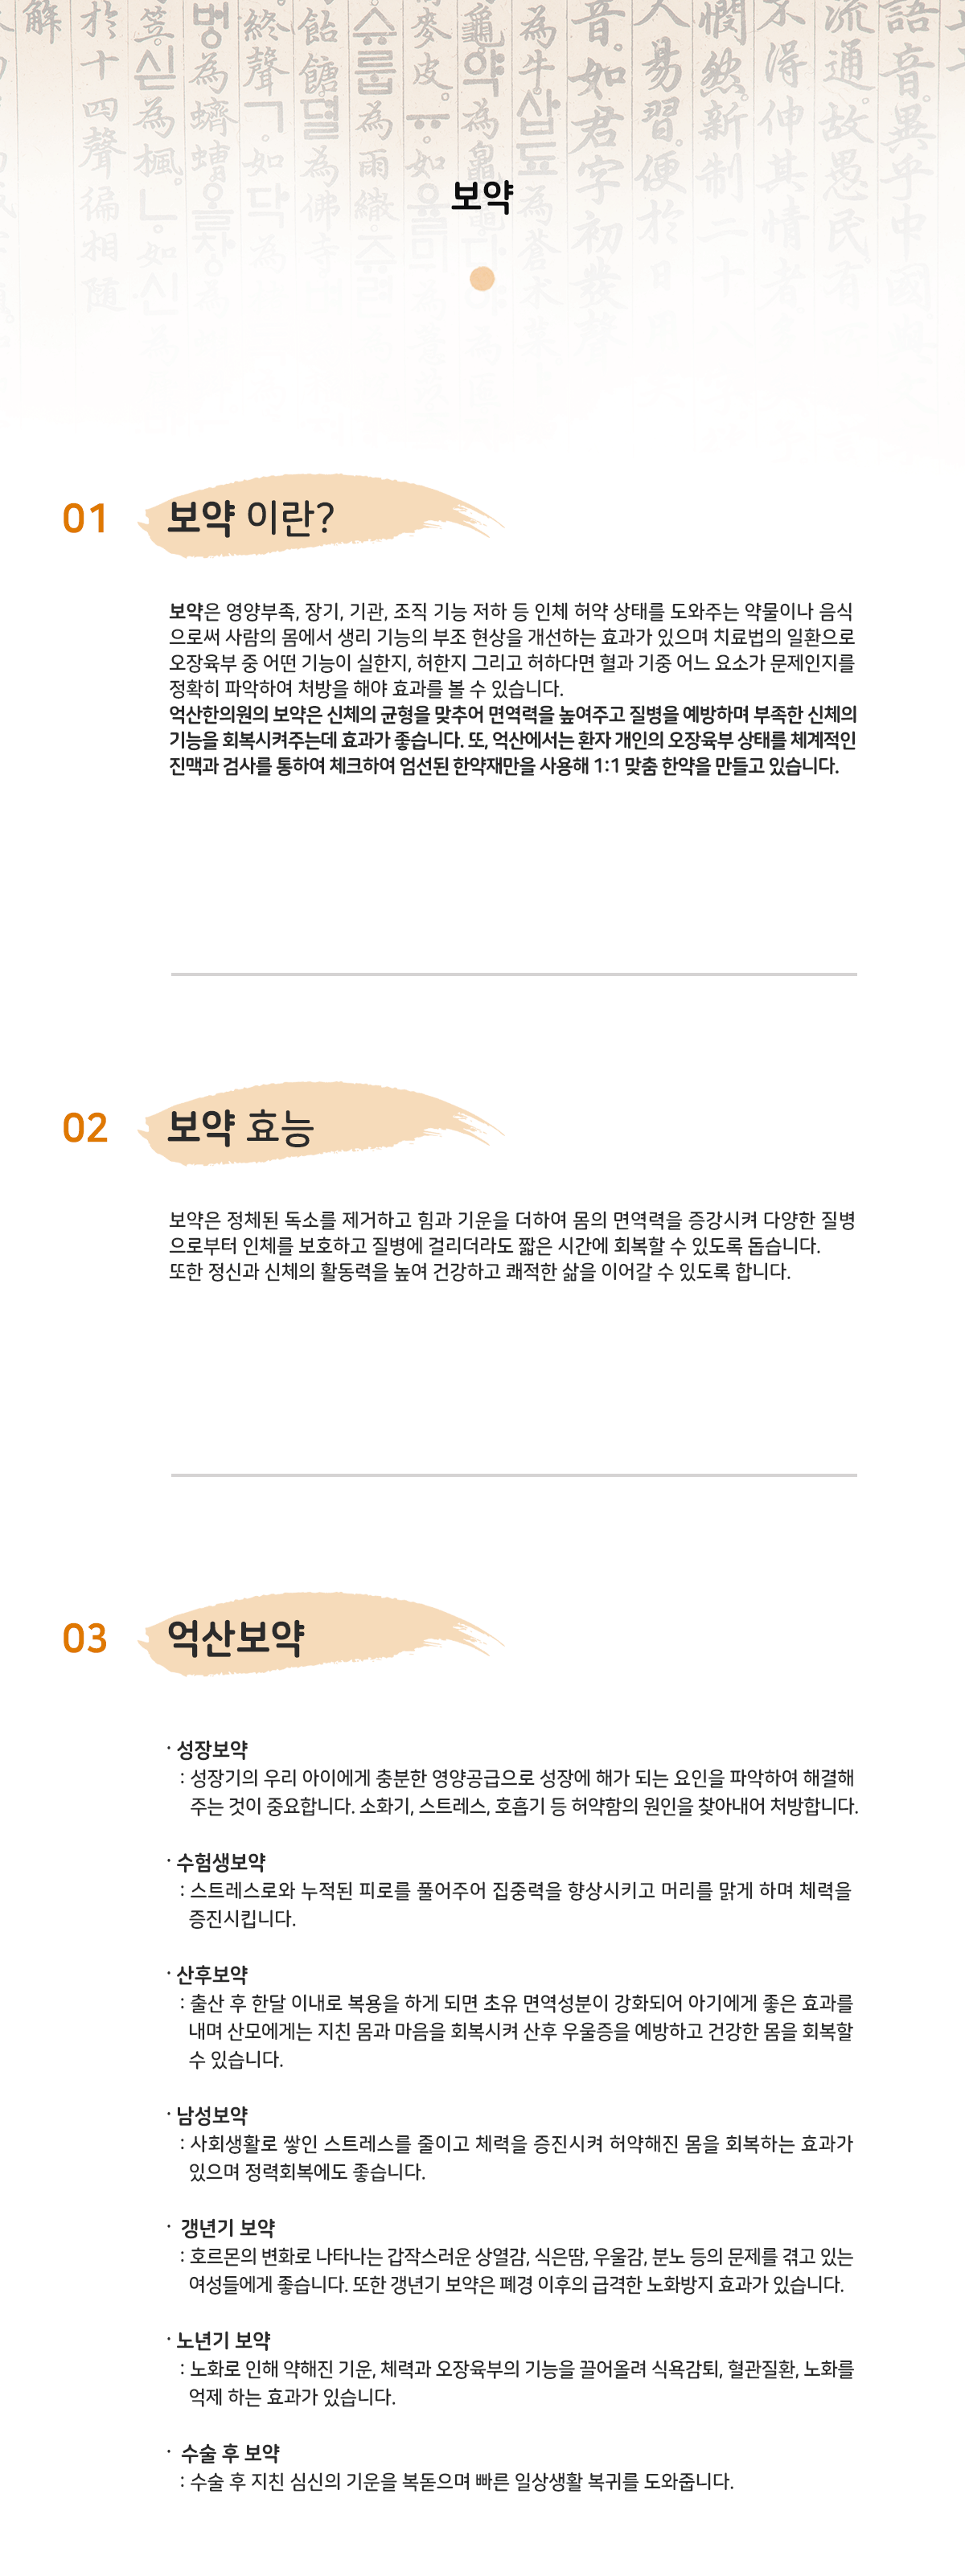 보약
01 보약 이란?
보약은 영양부족, 장기, 기관, 조직 기능 저하 등 인체 허약 상태를 도와주는 약물이나 음식
으로써 사람의 몸에서 생리 기능의 부조 현상을 개선하는 효과가 있으며 치료법의 일환으로
오장육부 중 어떤 기능이 실한지, 허한지 그리고 허하다면 혈과 기중 어느 요소가 문제인지를
정확히 파악하여 처방을 해야 효과를 볼 수 있습니다.
억산한의원의 보약은 신체의 균형을 맞추어 면역력을 높여주고 질병을 예방하며 부족한 신체의
기능을 회복시켜주는데 효과가 좋습니다. 또, 억산에서는 환자 개인의 오장육부 상태를 체계적인
진맥과 검사를 통하여 체크하여 엄선된 한약재만을 사용해 1:1 맞춤 한약을 만들고 있습니다.
02 보약 효능
보약은 정체된 독소를 제거하고 힘과 기운을 더하여 몸의 면역력을 증강시켜 다양한 질병
으로부터 인체를 보호하고 질병에 걸리더라도 짧은 시간에 회복할 수 있도록 돕습니다.
또한 정신과 신체의 활동력을 높여 건강하고 쾌적한 삶을 이어갈 수 있도록 합니다.
03 억산보약
· 성장보약
: 성장기의 우리 아이에게 충분한 영양공급으로 성장에 해가 되는 요인을 파악하여 해결해
주는 것이 중요합니다. 소화기, 스트레스, 호흡기 등 허약함의 원인을 찾아내어 처방합니다.
· 수험생보약
: 스트레스로와 누적된 피로를 풀어주어 집중력을 향상시키고 머리를 맑게 하며 체력을
증진시킵니다.
· 산후보약
: 출산 후 한달 이내로 복용을 하게 되면 초유 면역성분이 강화되어 아기에게 좋은 효과를
내며 산모에게는 지친 몸과 마음을 회복시켜 산후 우울증을 예방하고 건강한 몸을 회복할
수 있습니다.
· 남성보약
: 사회생활로 쌓인 스트레스를 줄이고 체력을 증진시켜 허약해진 몸을 회복하는 효과가
있으며 정력회복에도 좋습니다.
· 갱년기 보약
: 호르몬의 변화로 나타나는 갑작스러운 상열감, 식은땀, 우울감, 분노 등의 문제를 겪고 있는
여성들에게 좋습니다. 또한 갱년기 보약은 폐경 이후의 급격한 노화방지 효과가 있습니다.
· 노년기 보약
: 노화로 인해 약해진 기운, 체력과 오장육부의 기능을 끌어올려 식욕감퇴, 혈관질환, 노화를
억제 하는 효과가 있습니다.
· 수술 후 보약
: 수술 후 지친 심신의 기운을 복돋으며 빠른 일상생활 복귀를 도와줍니다.